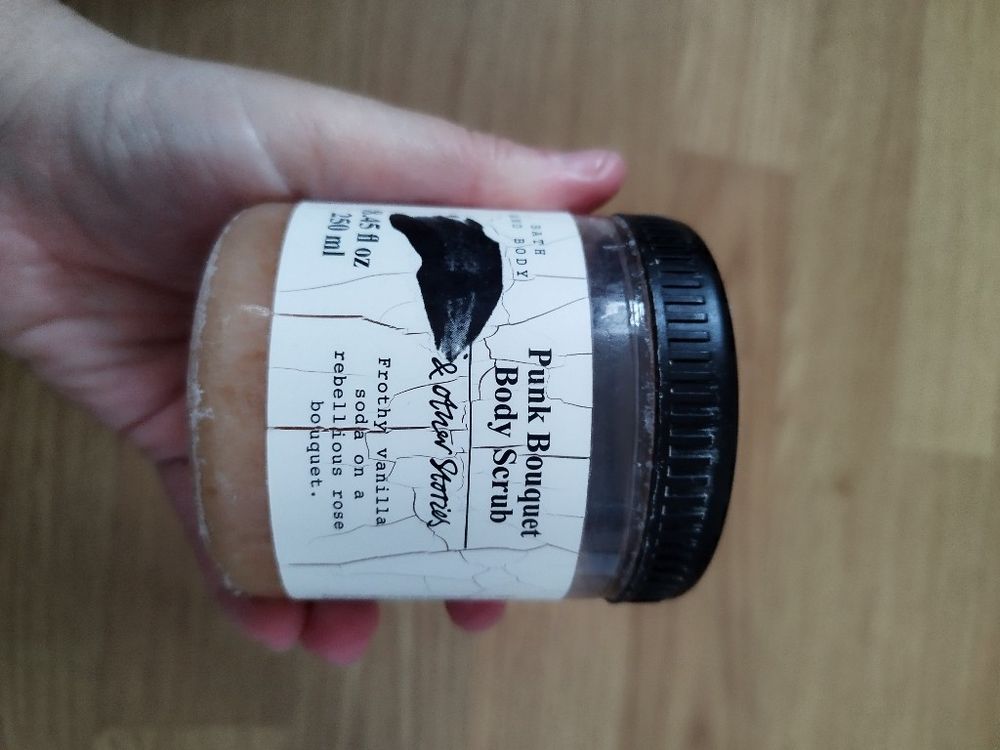 BATH
AND BODY
Punk Bouquet
Body Scrub
& other Stories
Frothy vanilla
soda on a
rebellious rose
bouquet.
8.45 fl oz
250 ml